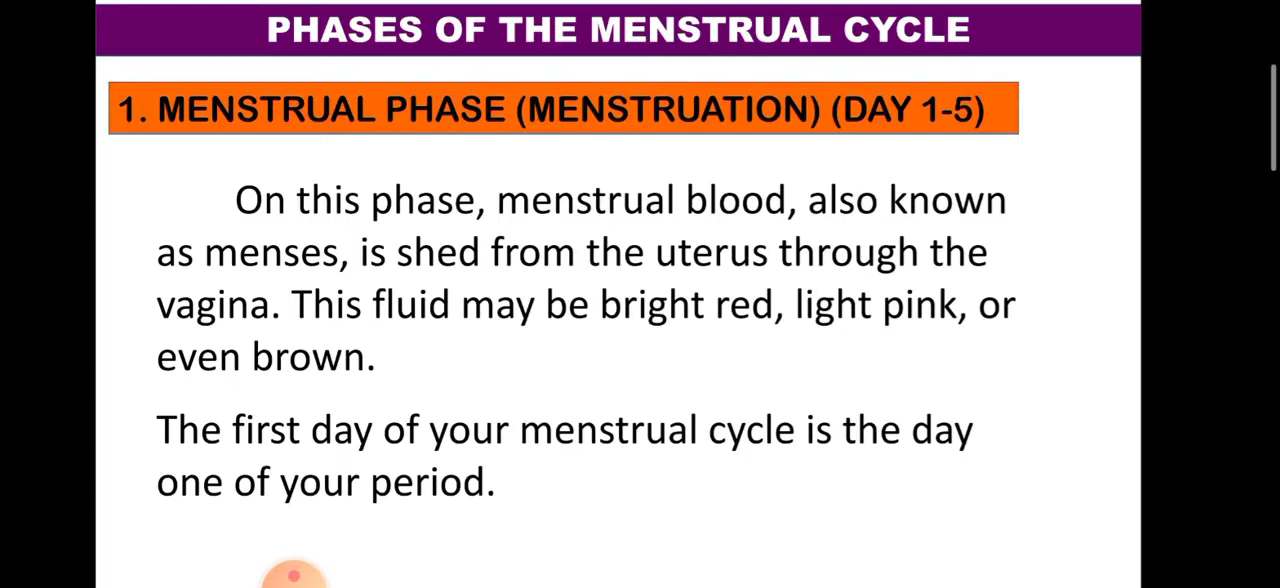 PHASES OF THE MENSTRUAL CYCLE
1. MENSTRUAL PHASE (MENSTRUATION) (DAY 1-5)
On this phase, menstrual blood, also known
as menses, is shed from the uterus through the
vagina. This fluid may be bright red, light pink, or
even brown.
The first day of your menstrual cycle is the day
one of your period.